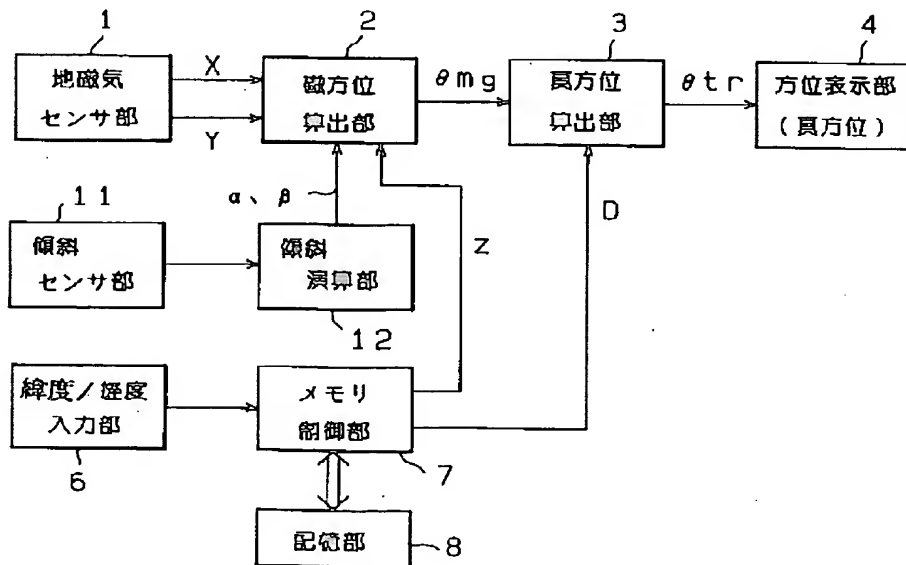 1
地磁気
センサ部
X
Y
2
磁方位
算出部
θmg
3
真方位
算出部
θtr
4
方位表示部
(真方位)
α、β
11
傾斜
センサ部
傾斜
演算部
12
Z
D
緯度/経度
入力部
6
メモリ
制御部
7
記憶部
8